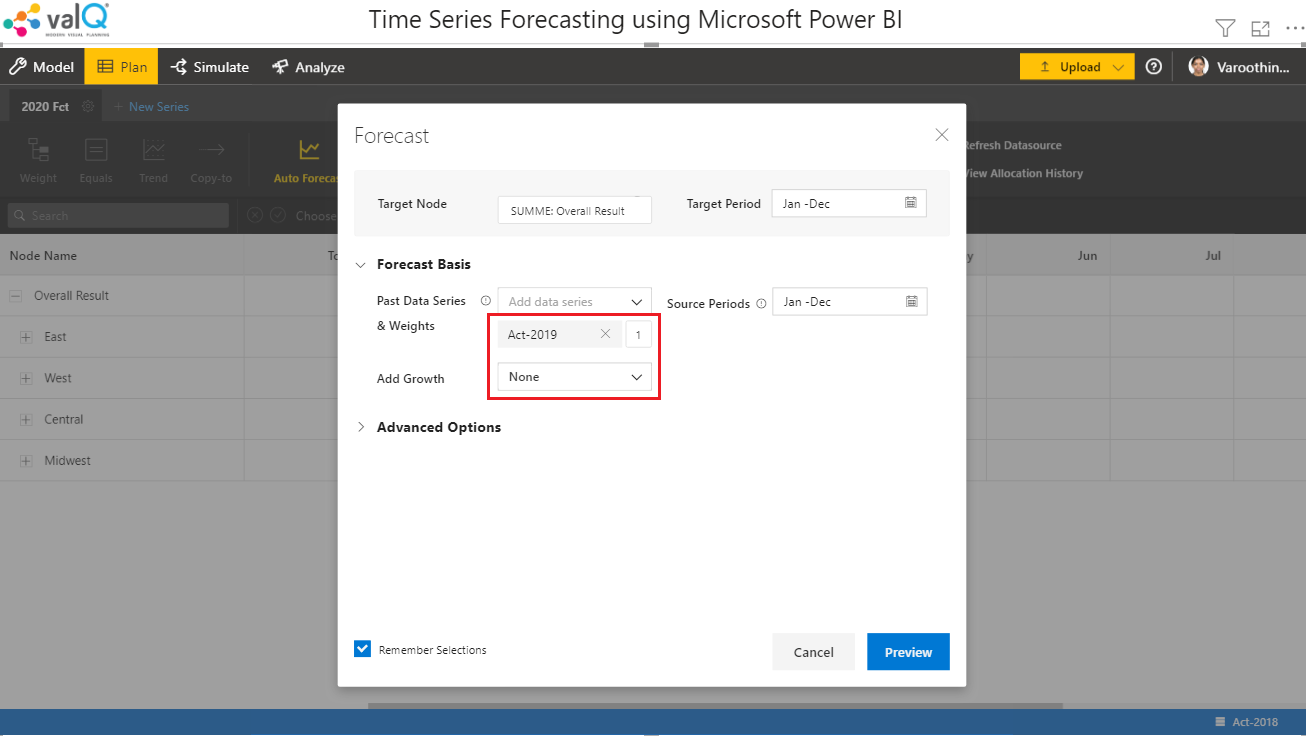 valQ
MODERN VISUAL PLANNING
Time Series Forecasting using Microsoft Power BI
Model
Plan
Simulate
Analyze
Upload
Varoothin...
2020 Fct
+ New Series
Weight
Equals
Trend
Copy-to
Auto Forecas
Refresh Datasource
View Allocation History
Search
Choose
Node Name
To
y
Jun
Jul
Overall Result
East
West
Central
Midwest
Forecast
Target Node
SUMME: Overall Result
Target Period
Jan -Dec
Forecast Basis
Past Data Series
& Weights
Add data series
Source Periods
Jan -Dec
Act-2019
1
Add Growth
None
Advanced Options
Remember Selections
Cancel
Preview
Act-2018